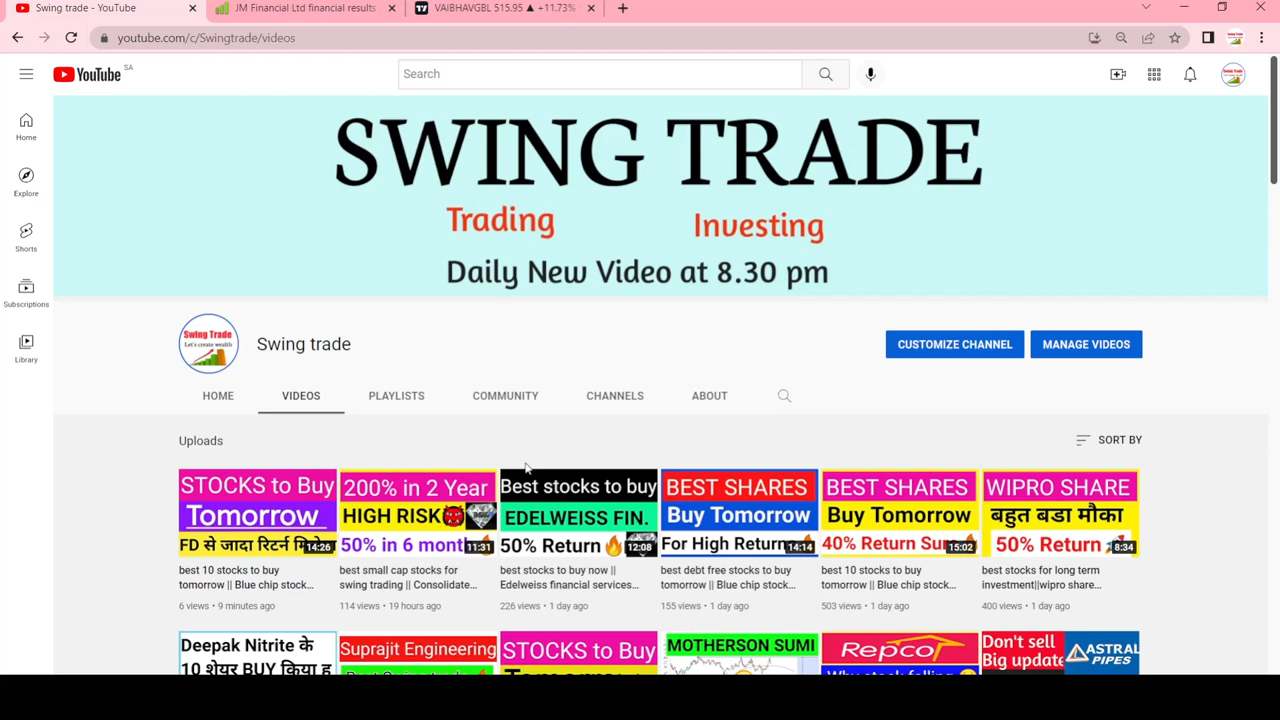 Swing trade - YouTube
JM Financial Ltd financial results
VAIBHAVGBL 515.95 ▲ +11.73%
youtube.com/c/Swingtrade/videos
YouTube SA
Search
Home
Explore
Shorts
Subscriptions
Library
SWING TRADE
Trading Investing
Daily New Video at 8.30 pm
Swing Trade
Let's create wealth
Swing trade
CUSTOMIZE CHANNEL
MANAGE VIDEOS
HOME VIDEOS PLAYLISTS COMMUNITY CHANNELS ABOUT
Uploads
SORT BY
STOCKS to Buy
Tomorrow
FD से जादा रिटर्न
14:26
best 10 stocks to buy
tomorrow || Blue chip stock...
6 views • 9 minutes ago
200% in 2 Year
HIGH RISK
50% in 6 month
11:31
best small cap stocks for
swing trading || Consolidate...
114 views • 19 hours ago
Best stocks to buy
EDELWEISS FIN.
50% Return
12:08
best stocks to buy now ||
Edelweiss financial services...
226 views • 1 day ago
BEST SHARES
Buy Tomorrow
For High Return
14:14
best debt free stocks to buy
tomorrow || Blue chip stock...
155 views • 1 day ago
BEST SHARES
Buy Tomorrow
40% Return Sur
15:02
best 10 stocks to buy
tomorrow || Blue chip stock...
503 views • 1 day ago
WIPRO SHARE
बहुत बडा मौका
50% Return
8:34
best stocks for long term
investment||wipro share...
400 views • 1 day ago
Deepak Nitrite के
10 शेयर BUY किया ह
Suprajit Engineering
STOCKS to Buy
MOTHERSON SUMI
Repco
Why stock falling
Don't sell
Big update
ASTRAL
PIPES